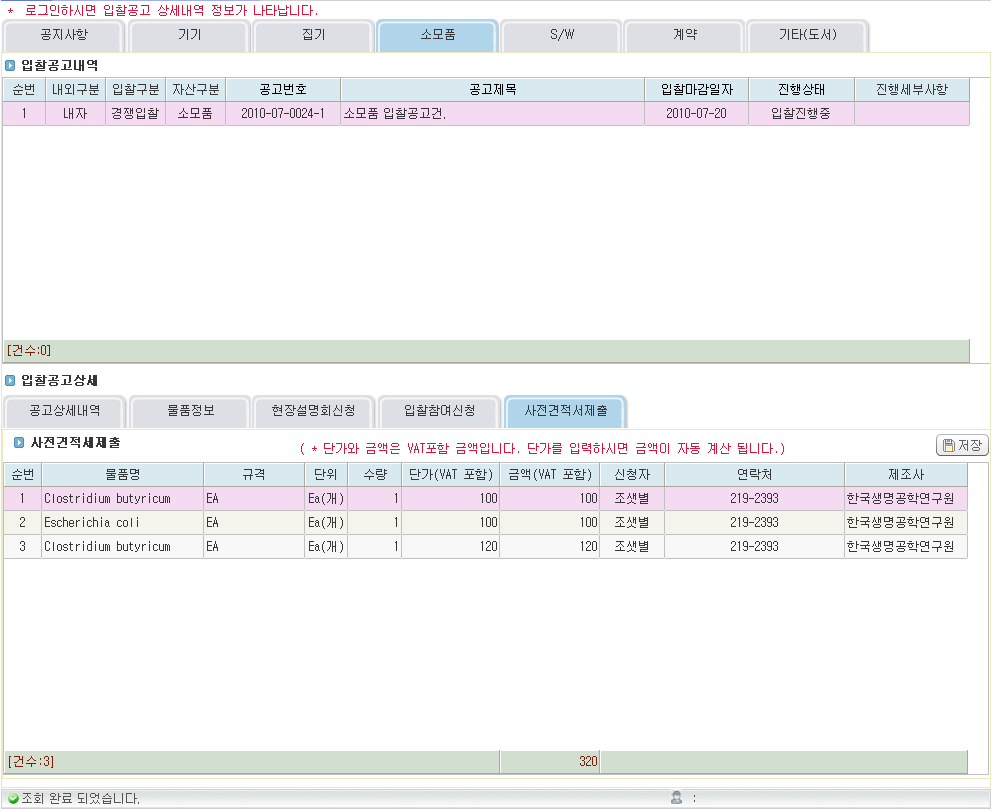 * 로그인하시면 입찰공고 상세내역 정보가 나타납니다.
공지사항 기기 집기 소모품 S/W 계약 기타(도서)
입찰공고내역
순번 내외구분 입찰구분 자산구분 공고번호 공고제목 입찰마감일자 진행상태 진행세부사항
1 내자 경쟁입찰 소모품 2010-07-0024-1 소모품 입찰공고건. 2010-07-20 입찰진행중
[건수:0]
입찰공고상세
공고상세내역 물품정보 현장설명회신청 입찰참여신청 사전견적서제출
사전견적세제출 ( * 단가와 금액은 VAT포함 금액입니다. 단가를 입력하시면 금액이 자동 계산 됩니다.) 저장
순번 물품명 규격 단위 수량 단가(VAT 포함) 금액(VAT 포함) 신청자 연락처 제조사
1 Clostridium butyricum EA Ea(개) 1 100 100 조샛별 219-2393 한국생명공학연구원
2 Escherichia coli EA Ea(개) 1 100 100 조샛별 219-2393 한국생명공학연구원
3 Clostridium butyricum EA Ea(개) 1 120 120 조샛별 219-2393 한국생명공학연구원
[건수:3] 320
조회 완료 되었습니다. :